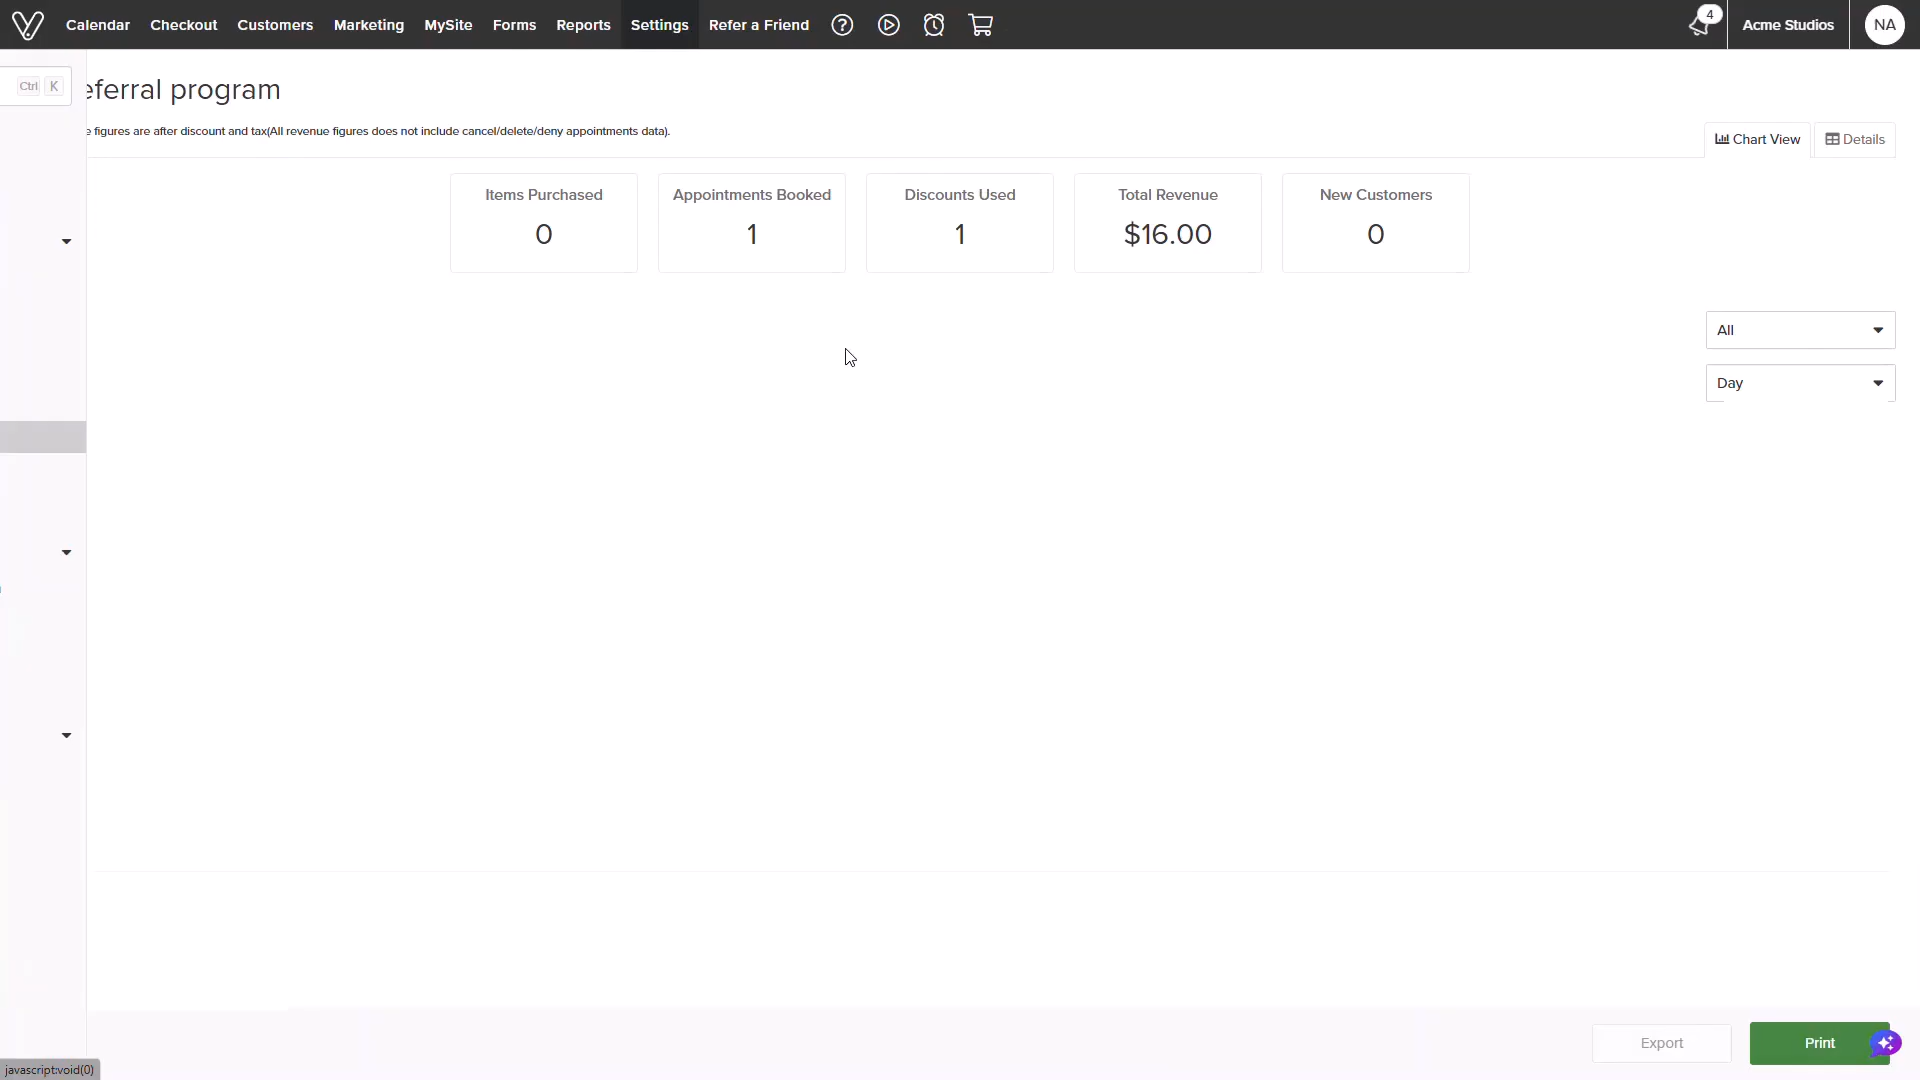 Calendar Checkout Customers Marketing MySite Forms Reports Settings Refer a Friend ? 4 Acme Studios NA
Ctrl K
eferral program
e figures are after discount and tax(All revenue figures does not include cancel/delete/deny appointments data).
Chart View Details
Items Purchased Appointments Booked Discounts Used Total Revenue New Customers
0 1 1 $16.00 0
All
Day
Export Print
javascript:void(0)